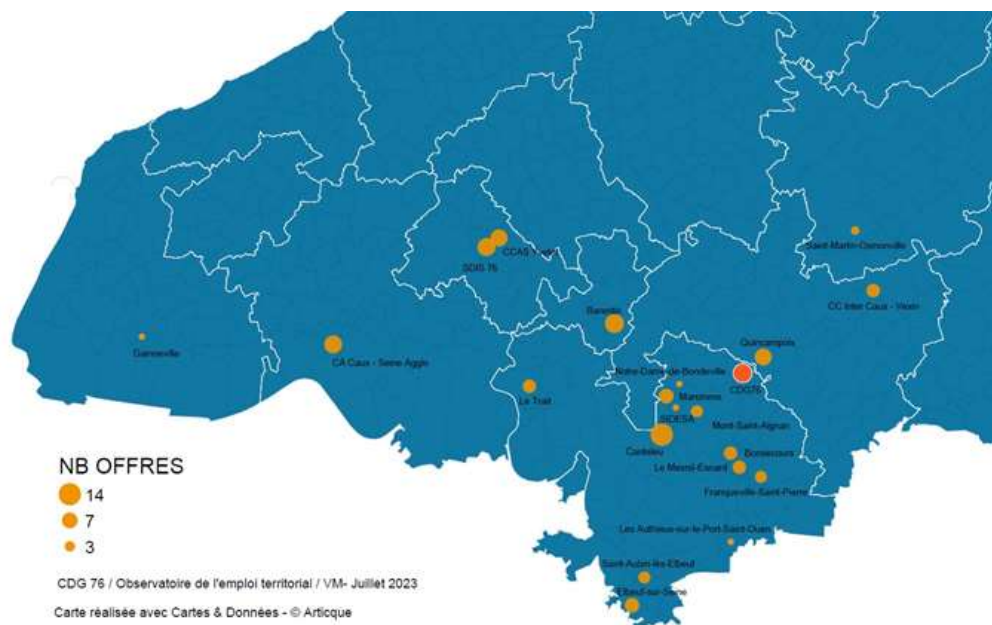 Saint-Martin-Osmonville
CCAS Yvetot
SDIS 76
CC Inter Caux - Vexin
Barentin
Gainneville
CA Caux - Seine Agglo
Quincampoix
Notre-Dame-de-Bondeville
CDG76
Le Trait
Maromme
SIDESA
Mont-Saint-Aignan
Canteleu
Bonsecours
Le Mesnil-Esnard
Franqueville-Saint-Pierre
Les Authieux-sur-le-Port-Saint-Ouen
Saint-Aubin-lès-Elbeuf
Elbeuf-sur-Seine
NB OFFRES
14
7
3
CDG 76 / Observatoire de l'emploi territorial / VM- Juillet 2023
Carte réalisée avec Cartes & Données - © Articque